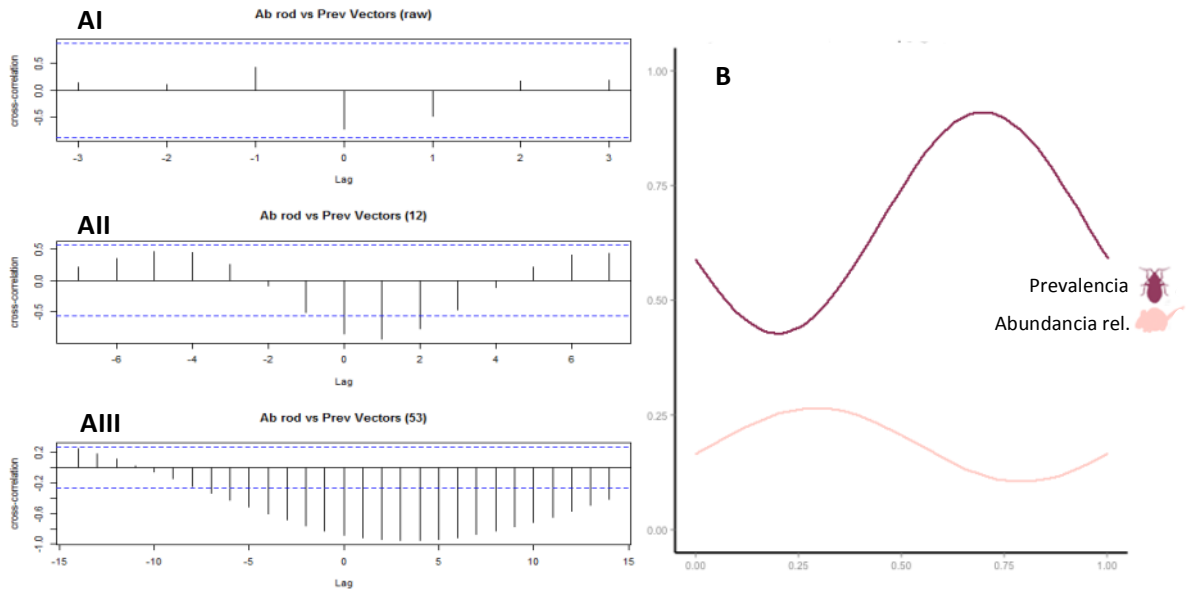 AI
Ab rod vs Prev Vectors (raw)
cross-correlation
0.5
0.0
-0.5
-3 -2 -1 0 1 2 3
Lag
AII
Ab rod vs Prev Vectors (12)
cross-correlation
0.5
0.0
-0.5
-6 -4 -2 0 2 4 6
Lag
AIII
Ab rod vs Prev Vectors (53)
cross-correlation
0.2
-0.2
-0.6
-1.0
-15 -10 -5 0 5 10 15
Lag
B
1.00
0.75
0.50
0.25
0.00
0.00 0.25 0.50 0.75 1.00
Prevalencia
Abundancia rel.